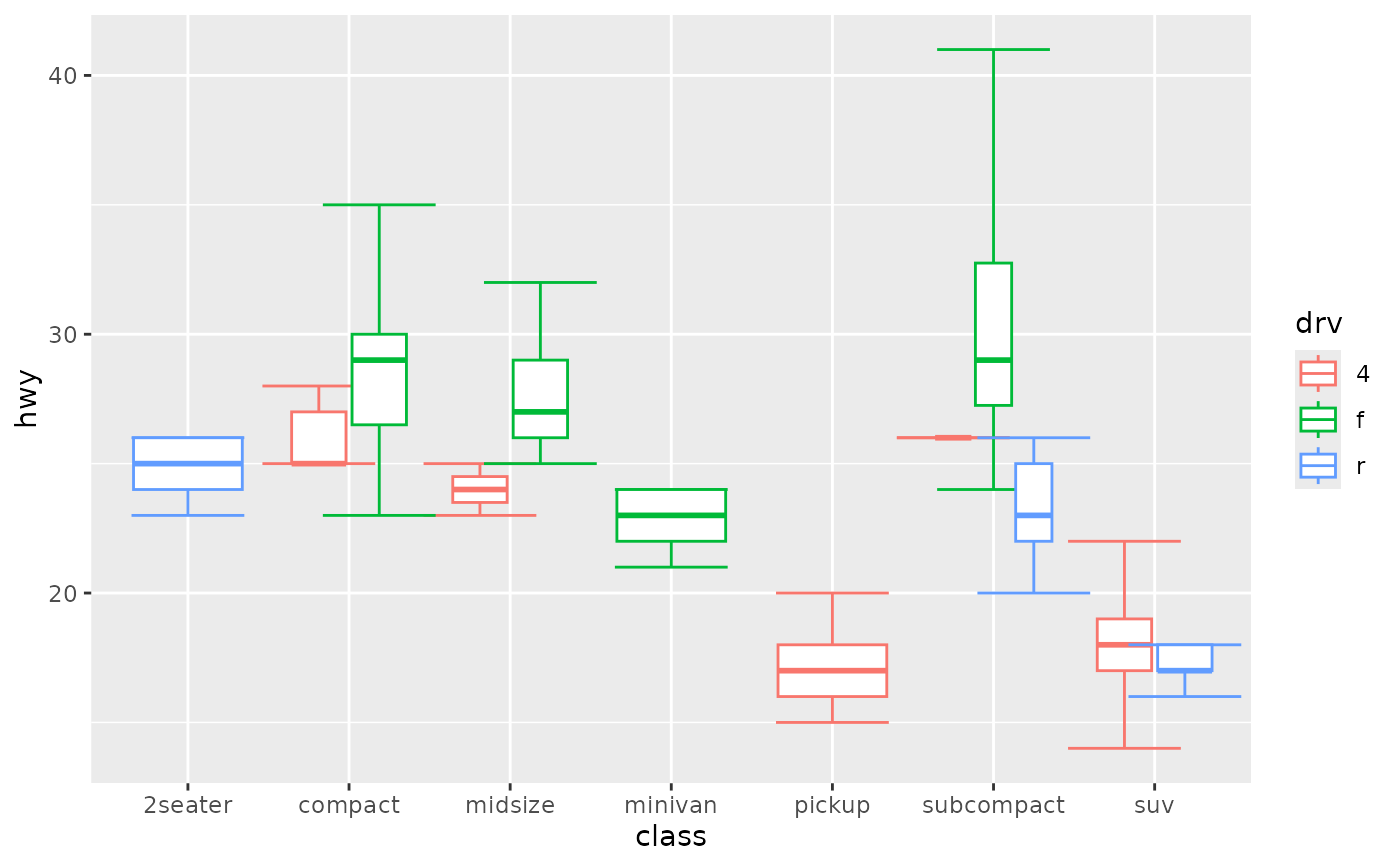 hwy
40
30
20
2seater compact midsize minivan pickup subcompact suv
class
drv
4
f
r